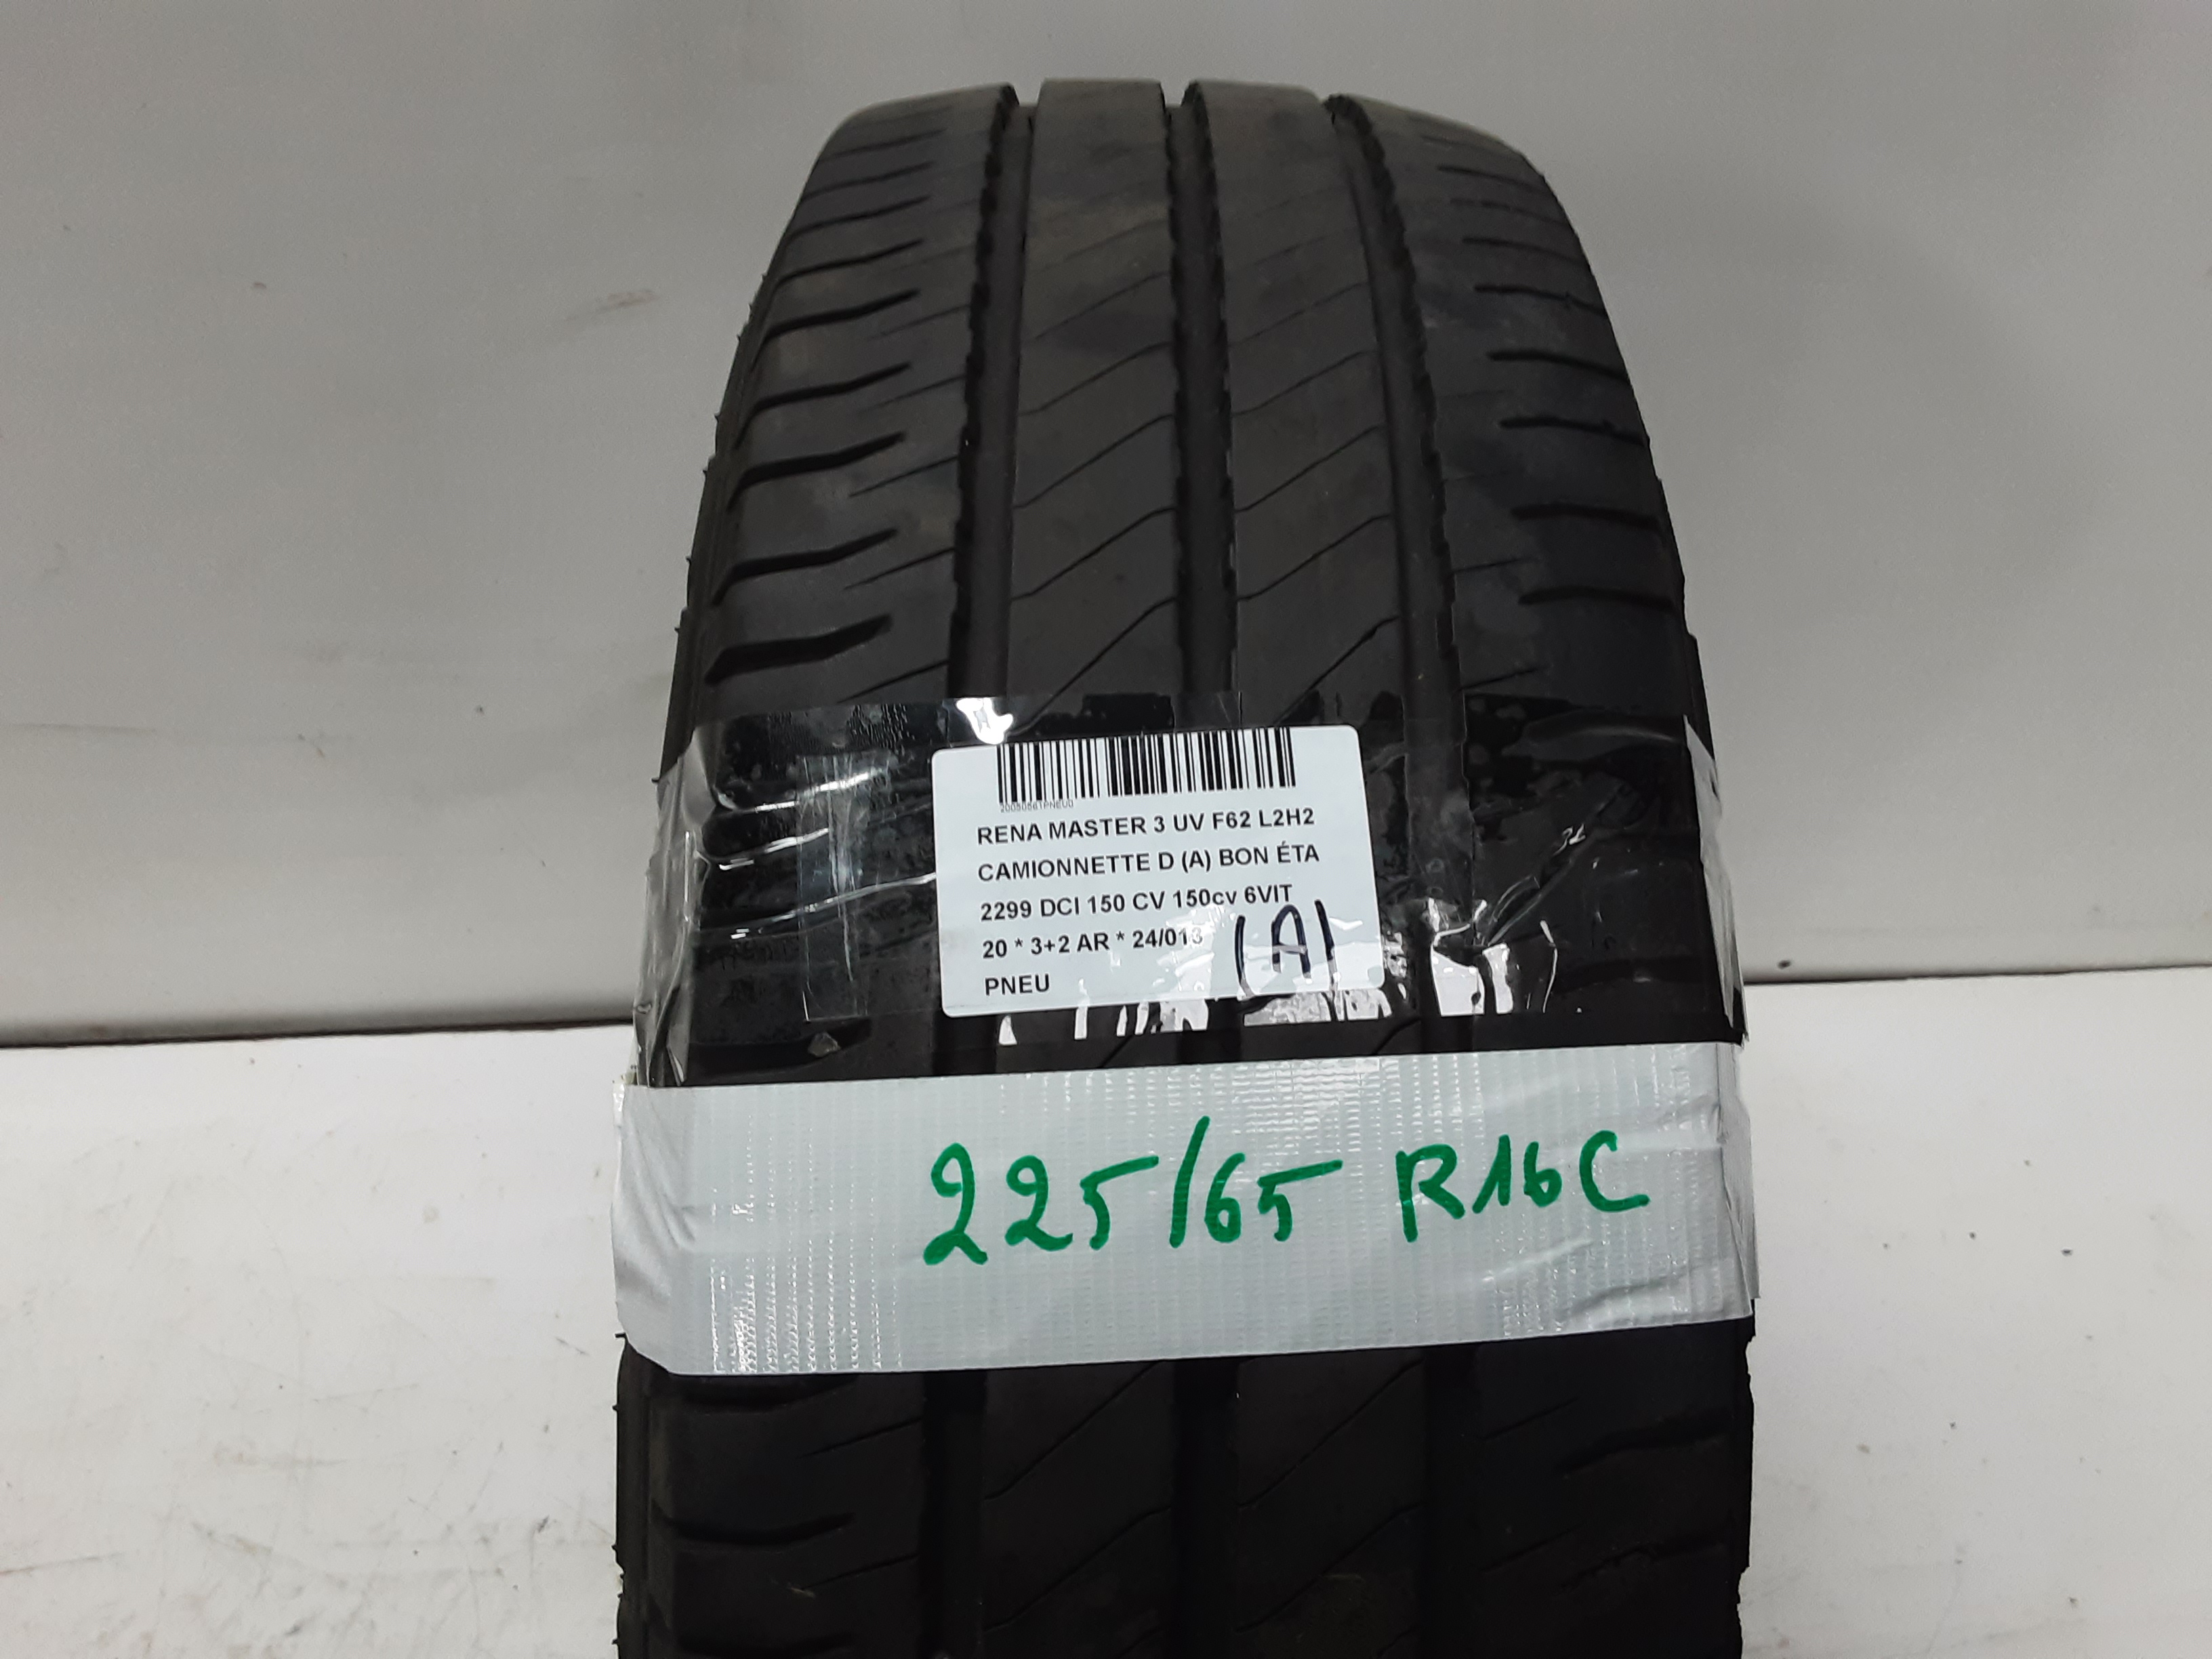 2005061PNEU0
RENA MASTER 3 UV F62 L2H2
CAMIONNETTE D (A) BON ÉTA
2299 DCI 150 CV 150cv 6VIT
20 * 3+2 AR * 24/013
(A)
PNEU
225/65 R16C